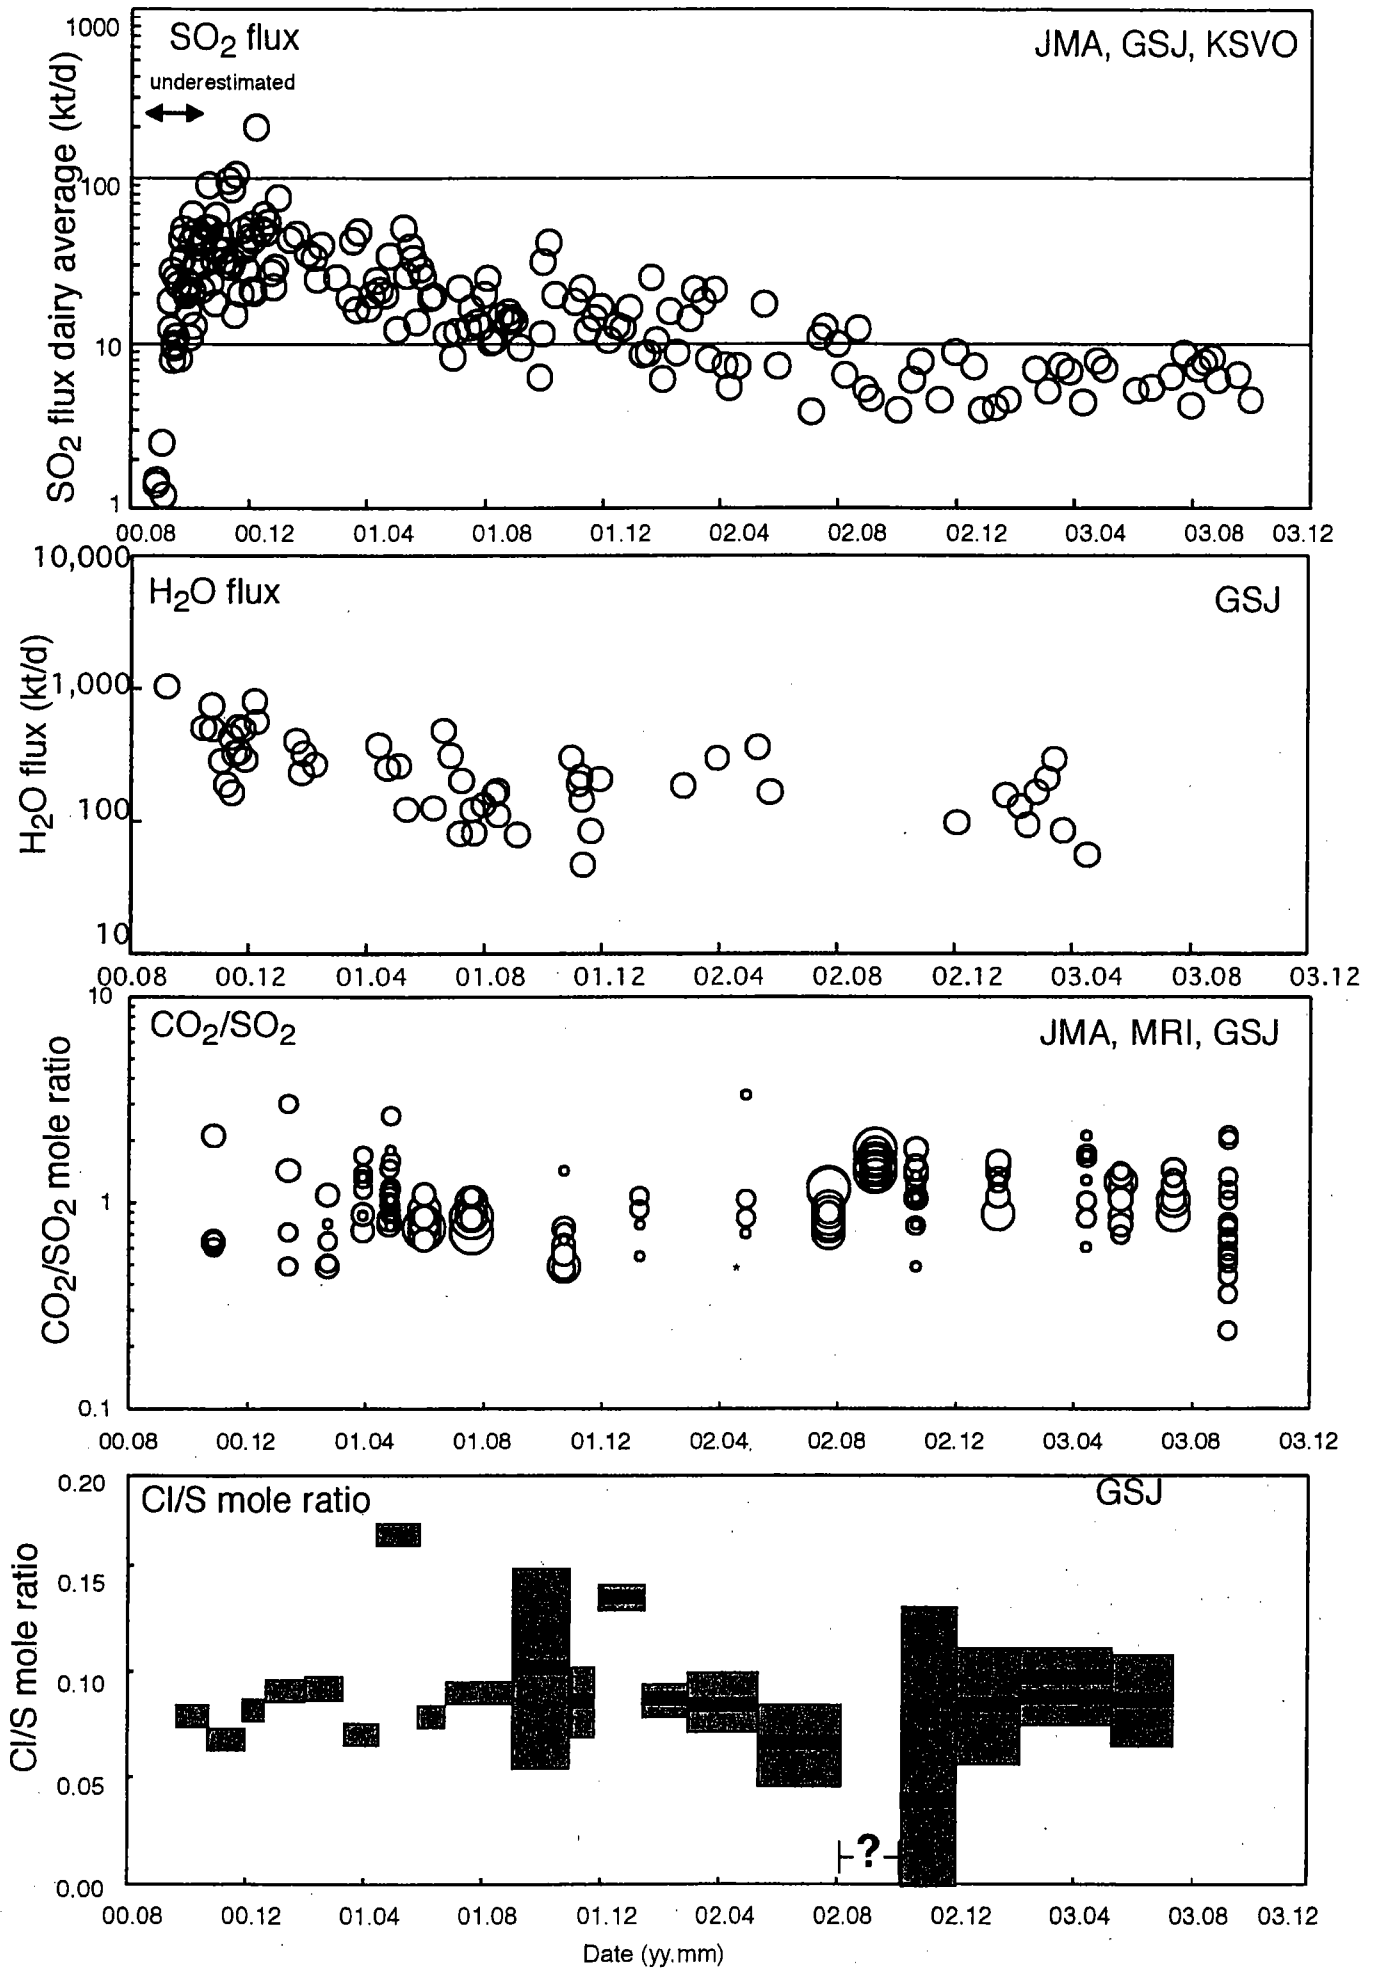 SO2 flux
JMA, GSJ, KSVO
underestimated
SO2 flux dairy average (kt/d)
1000
100
10
1
00.08 00.12 01.04 01.08 01.12 02.04 02.08 02.12 03.04 03.08 03.12
H2O flux
GSJ
H2O flux (kt/d)
10,000
1,000
100
10
00.08 00.12 01.04 01.08 01.12 02.04 02.08 02.12 03.04 03.08 03.12
CO2/SO2
JMA, MRI, GSJ
CO2/SO2 mole ratio
10
1
0.1
00.08 00.12 01.04 01.08 01.12 02.04 02.08 02.12 03.04 03.08 03.12
Cl/S mole ratio
GSJ
Cl/S mole ratio
0.20
0.15
0.10
0.05
0.00
?
00.08 00.12 01.04 01.08 01.12 02.04 02.08 02.12 03.04 03.08 03.12
Date (yy.mm)